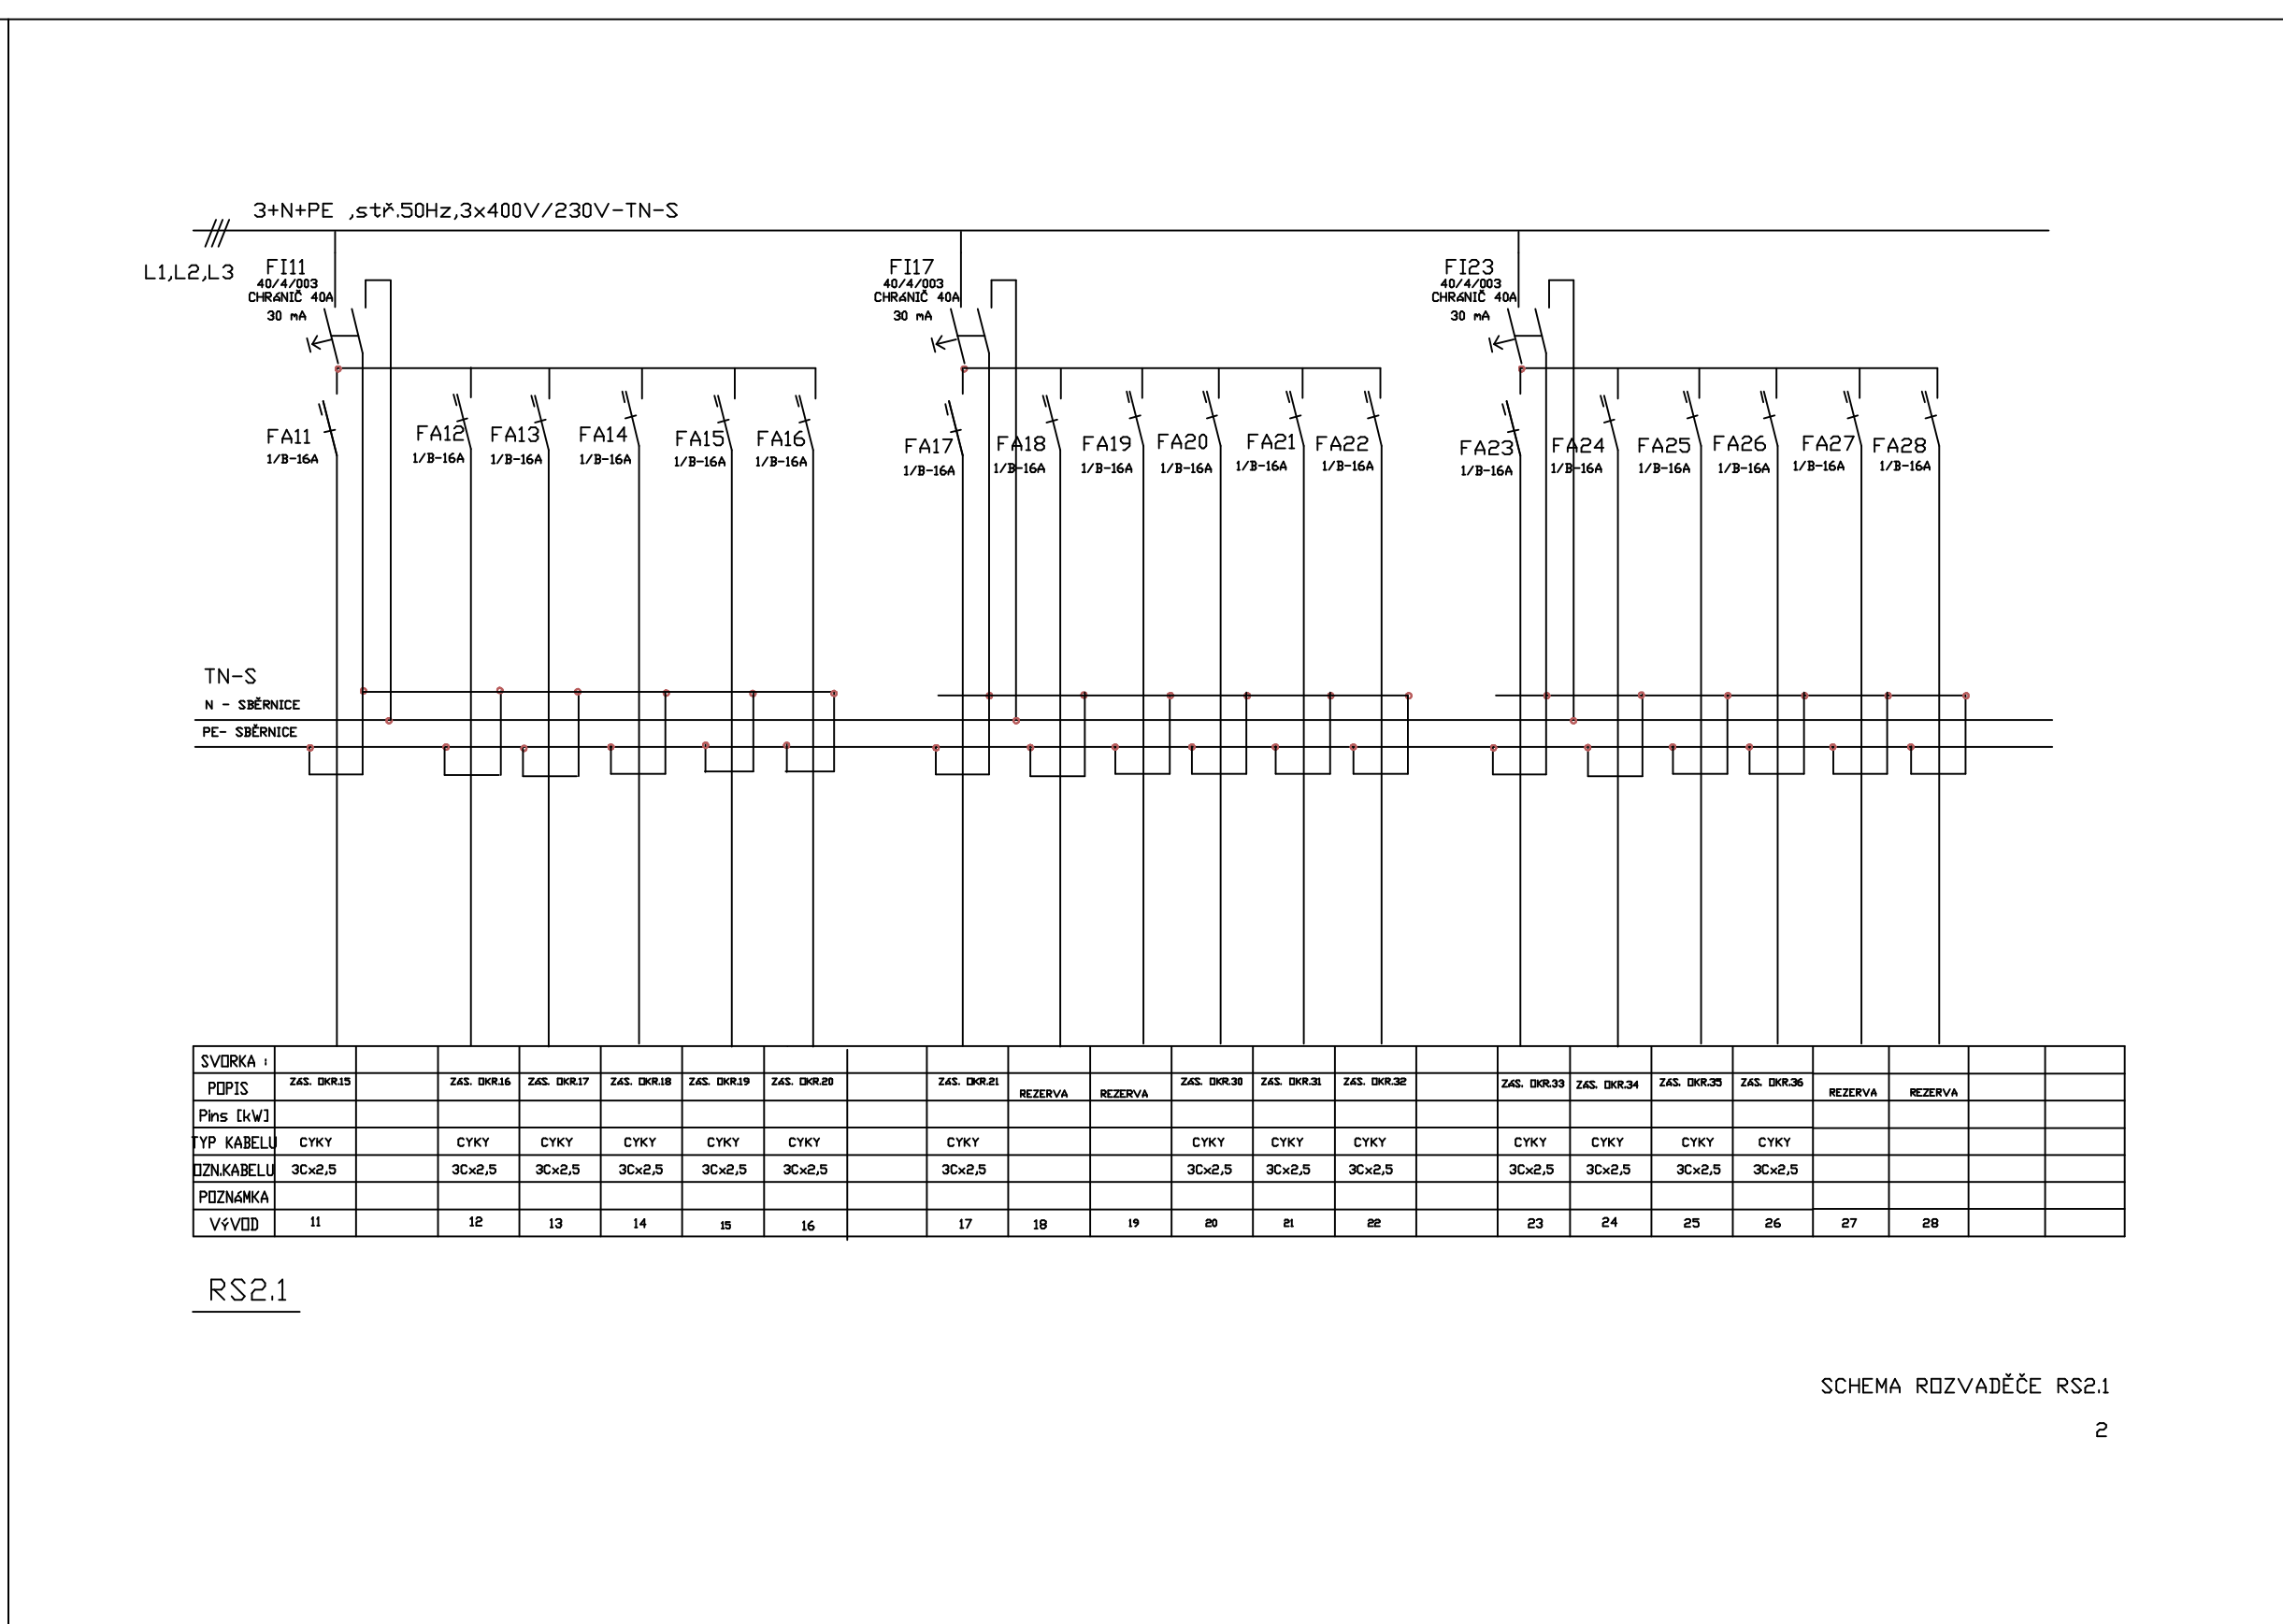 3+N+PE ,stř.50Hz,3x400V/230V-TN-S
L1,L2,L3
FI11
40/4/003
CHRÁNIČ 40A
30 mA
FI17
40/4/003
CHRÁNIČ 40A
30 mA
FI23
40/4/003
CHRÁNIČ 40A
30 mA
FA11
1/B-16A
FA12
1/B-16A
FA13
1/B-16A
FA14
1/B-16A
FA15
1/B-16A
FA16
1/B-16A
FA17
1/B-16A
FA18
1/B-16A
FA19
1/B-16A
FA20
1/B-16A
FA21
1/B-16A
FA22
1/B-16A
FA23
1/B-16A
FA24
1/B-16A
FA25
1/B-16A
FA26
1/B-16A
FA27
1/B-16A
FA28
1/B-16A
TN-S
N - SBĚRNICE
PE- SBĚRNICE
SVORKA :
POPIS ZÁS. OKR.15 ZÁS. OKR.16 ZÁS. OKR.17 ZÁS. OKR.18 ZÁS. OKR.19 ZÁS. OKR.20 ZÁS. OKR.21 REZERVA REZERVA ZÁS. OKR.30 ZÁS. OKR.31 ZÁS. OKR.32 ZÁS. OKR.33 ZÁS. OKR.34 ZÁS. OKR.35 ZÁS. OKR.36 REZERVA REZERVA
Pins [kW]
TYP KABELU CYKY CYKY CYKY CYKY CYKY CYKY CYKY CYKY CYKY CYKY CYKY CYKY CYKY CYKY
OZN.KABELU 3Cx2,5 3Cx2,5 3Cx2,5 3Cx2,5 3Cx2,5 3Cx2,5 3Cx2,5 3Cx2,5 3Cx2,5 3Cx2,5 3Cx2,5 3Cx2,5 3Cx2,5 3Cx2,5
POZNÁMKA
VÝVOD 11 12 13 14 15 16 17 18 19 20 21 22 23 24 25 26 27 28
RS2.1
SCHEMA ROZVADĚČE RS2.1
2